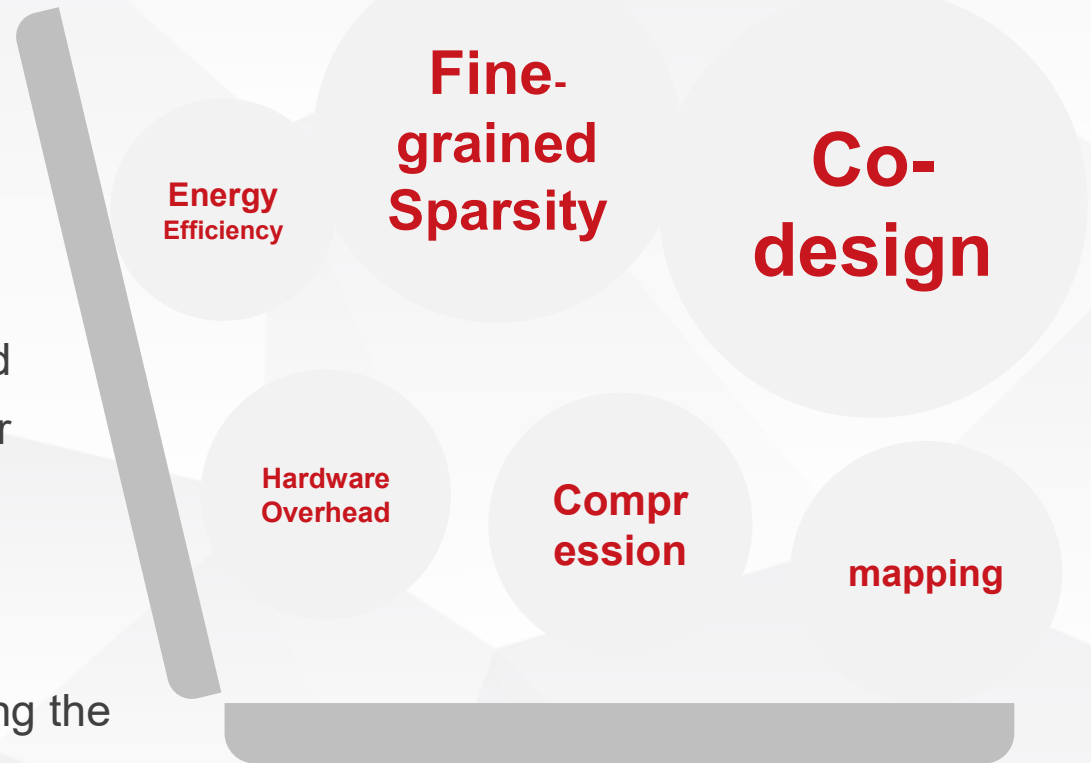 Fine-
grained
Sparsity
Co-
design
Energy
Efficiency
Hardware
Overhead
Compr
ession
mapping
ng the